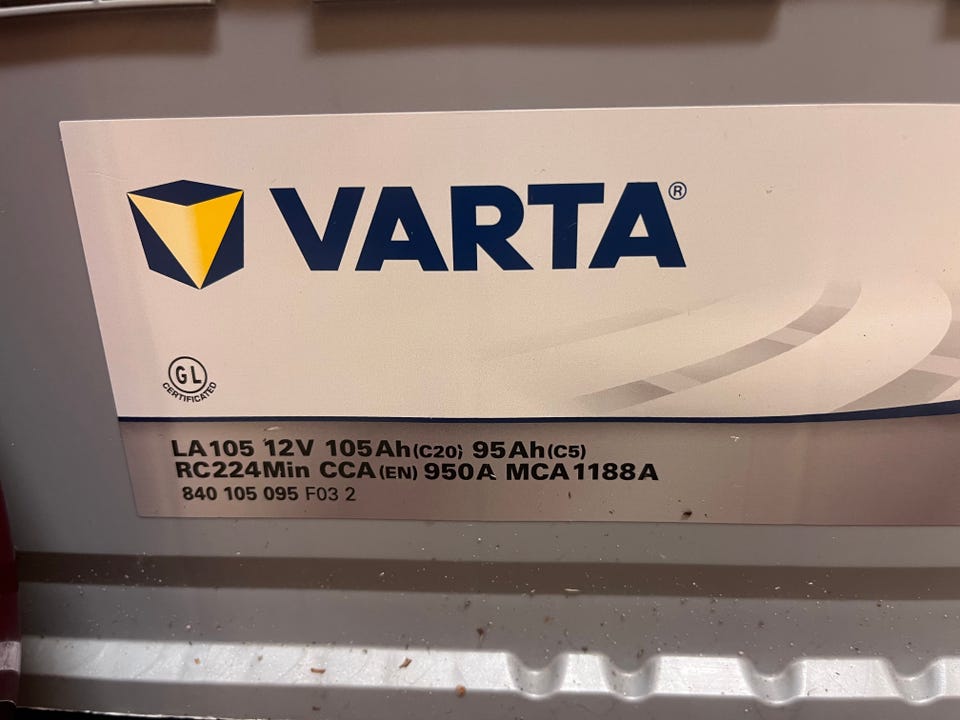 VARTA®
GL
CERTIFICATED
LA105 12V 105Ah(C20) 95Ah(C5)
RC224Min CCA(EN) 950A MCA1188A
840 105 095 F03 2